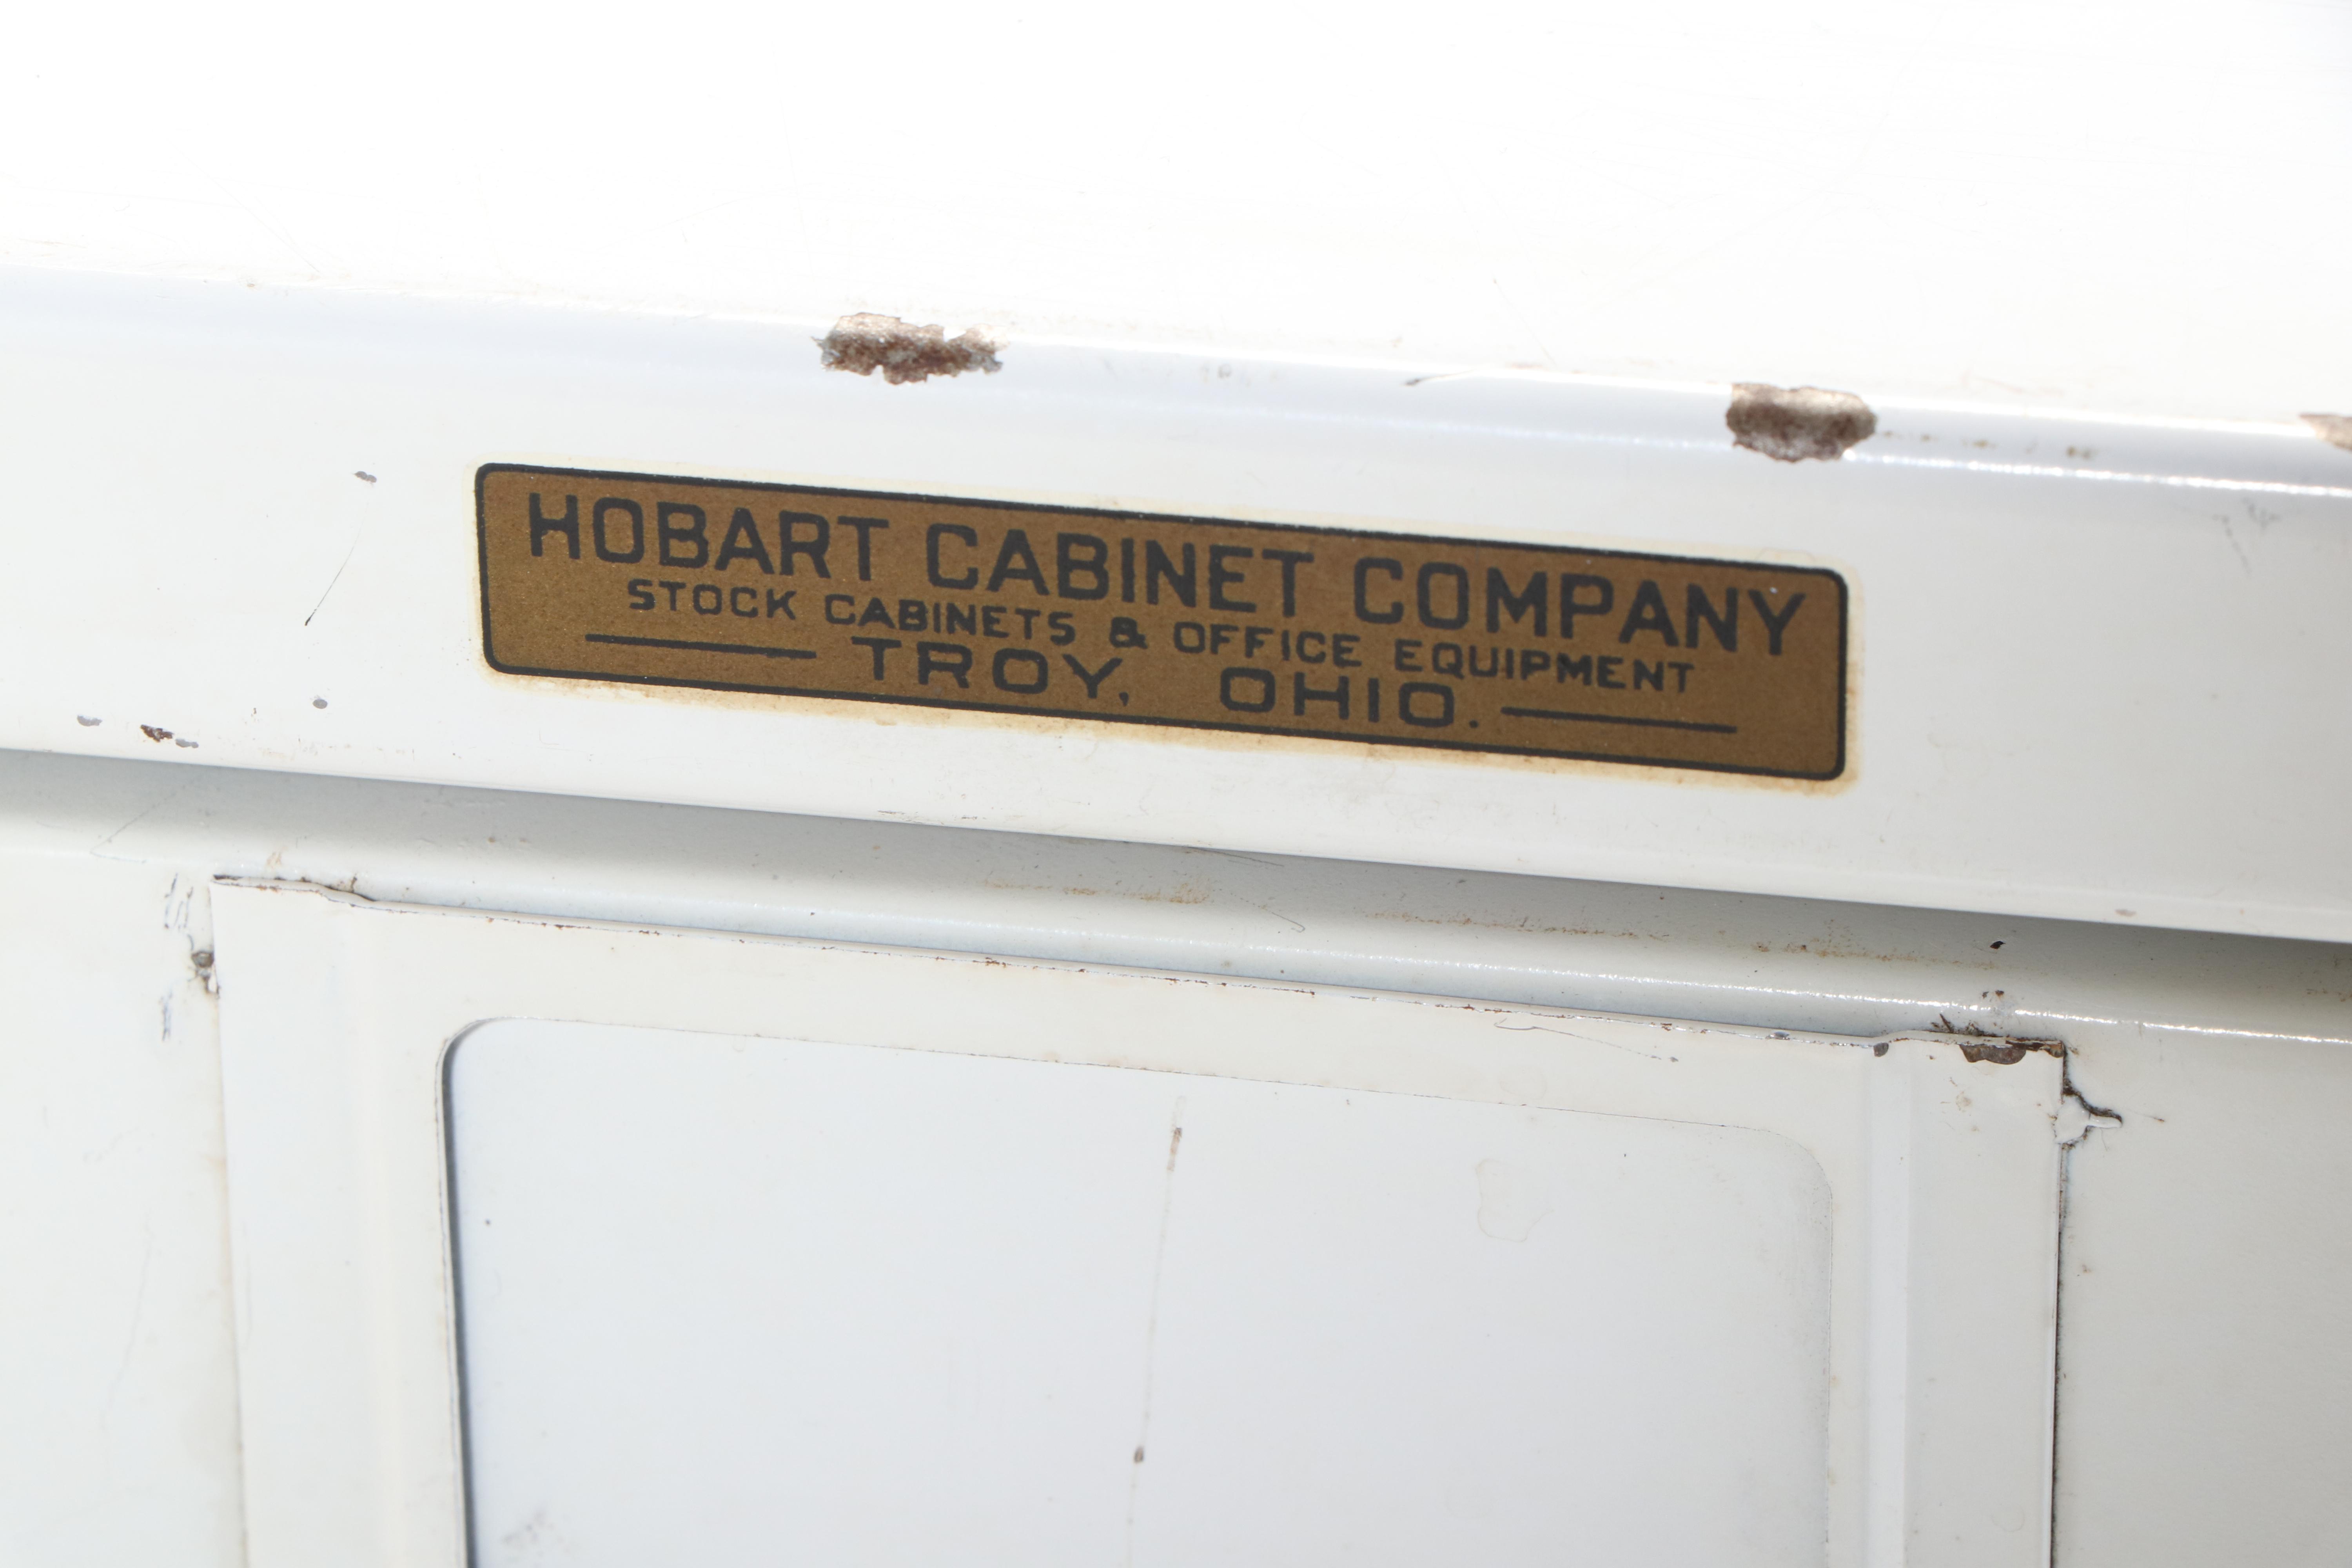 HOBART CABINET COMPANY
STOCK CABINETS & OFFICE EQUIPMENT
TROY, OHIO.